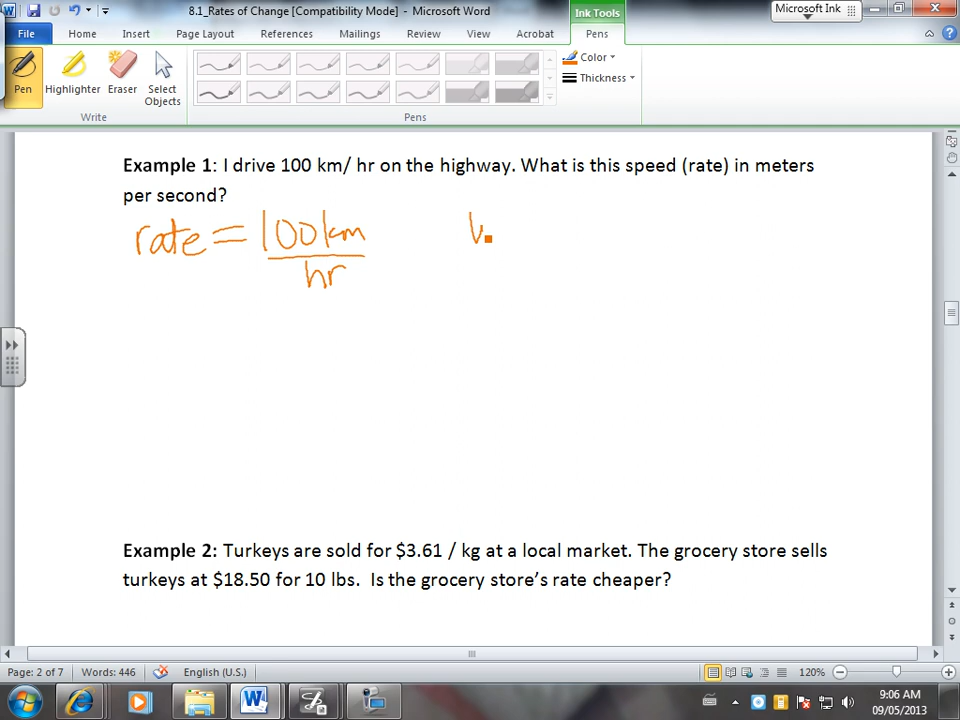 8.1_Rates of Change [Compatibility Mode] - Microsoft Word
Ink Tools
Microsoft Ink
File Home Insert Page Layout References Mailings Review View Acrobat Pens
Pen Highlighter Eraser Select Objects
Color
Thickness
Write Pens
Example 1: I drive 100 km/ hr on the highway. What is this speed (rate) in meters
per second?
rate = 100km
hr
Example 2: Turkeys are sold for $3.61 / kg at a local market. The grocery store sells
turkeys at $18.50 for 10 lbs. Is the grocery store's rate cheaper?
Page: 2 of 7 Words: 446 English (U.S.) 120%
9:06 AM
09/05/2013